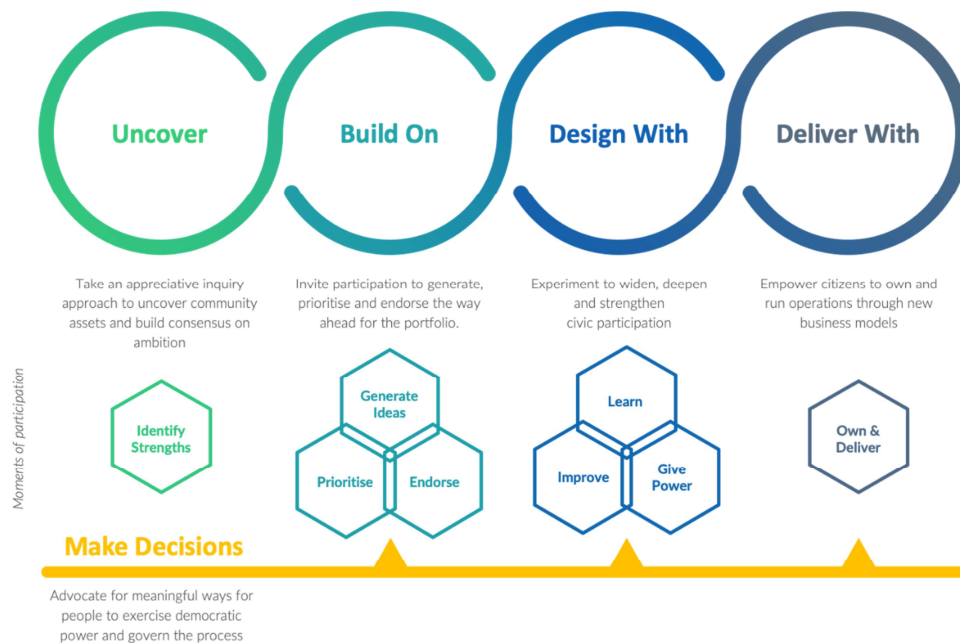 Uncover
Build On
Design With
Deliver With
Take an appreciative inquiry
approach to uncover community
assets and build consensus on
ambition
Invite participation to generate,
prioritise and endorse the way
ahead for the portfolio.
Experiment to widen, deepen
and strengthen
civic participation
Empower citizens to own and
run operations through new
business models
Moments of participation
Identify
Strengths
Generate
Ideas
Prioritise
Endorse
Learn
Improve
Give
Power
Own &
Deliver
Make Decisions
Advocate for meaningful ways for
people to exercise democratic
power and govern the process